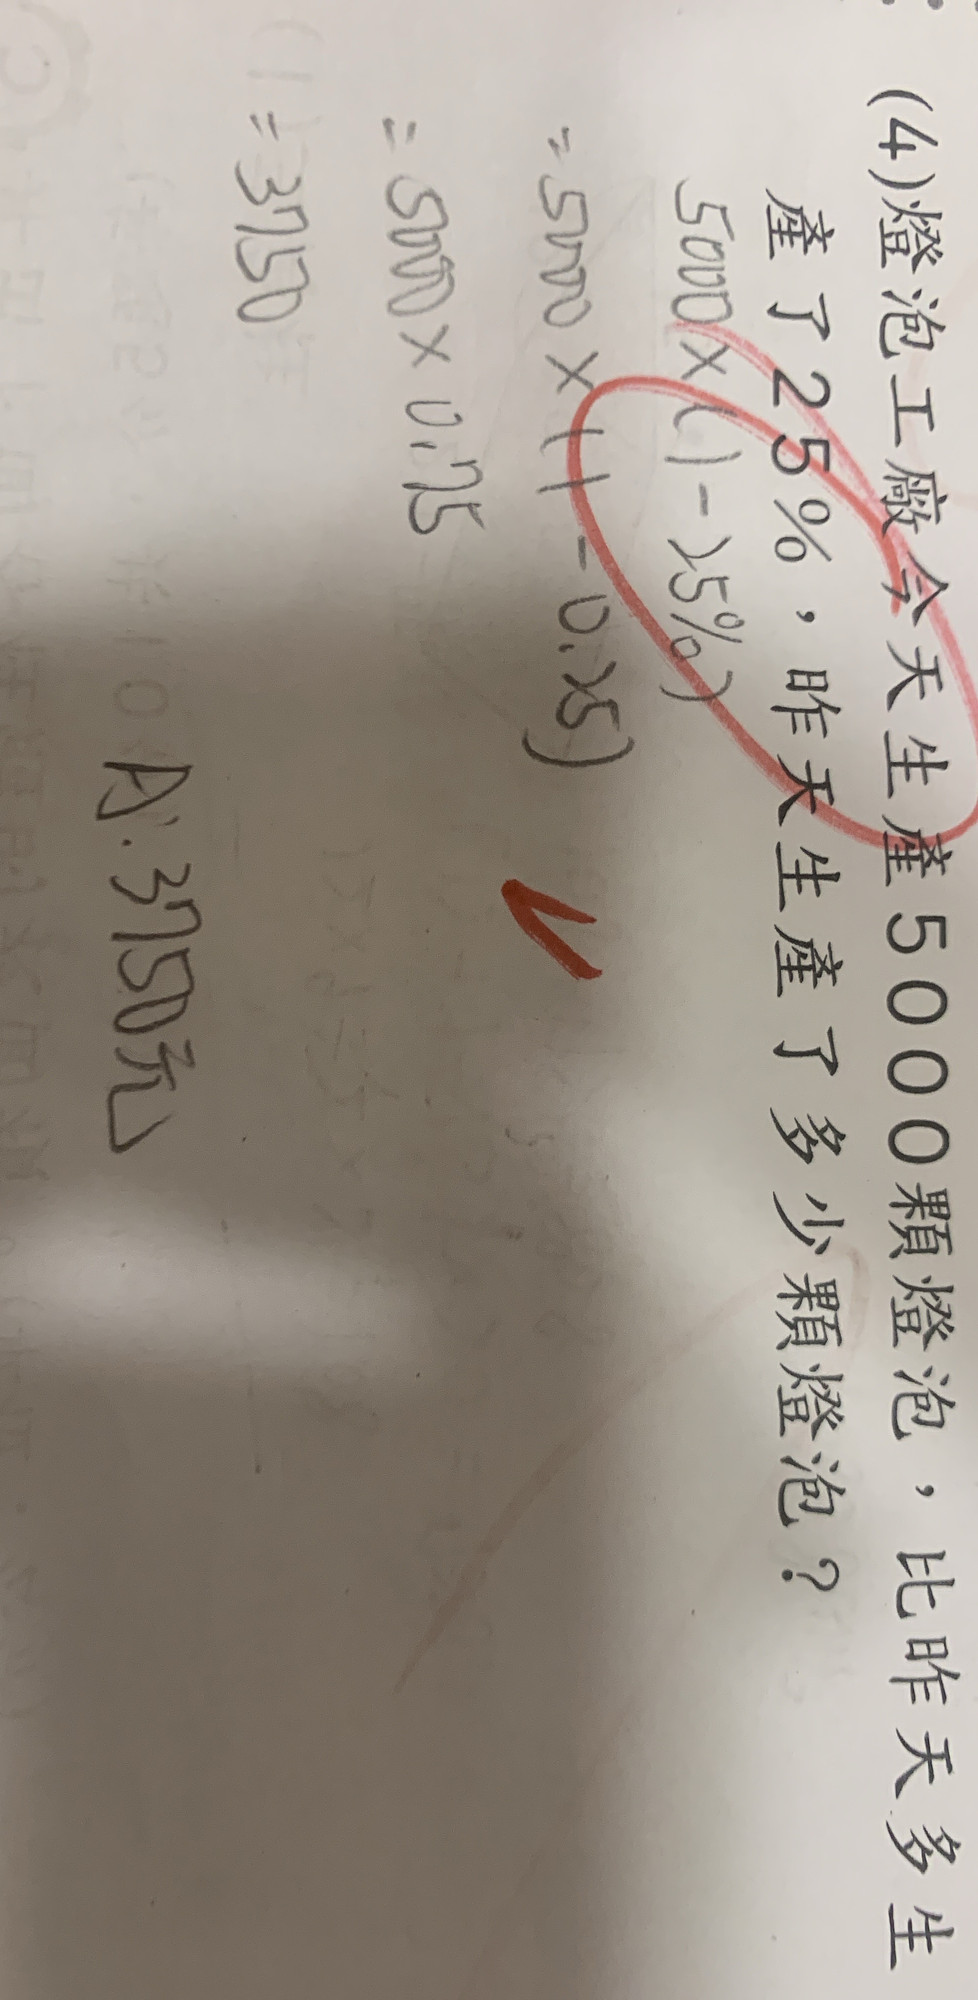 (4)燈泡工廠今天生產5000顆燈泡，比昨天多生
產了25%，昨天生產了多少顆燈泡？
5000×(1-25%)
=5000×(1-0.25)
=5000×0.75
=3750
A:3750元